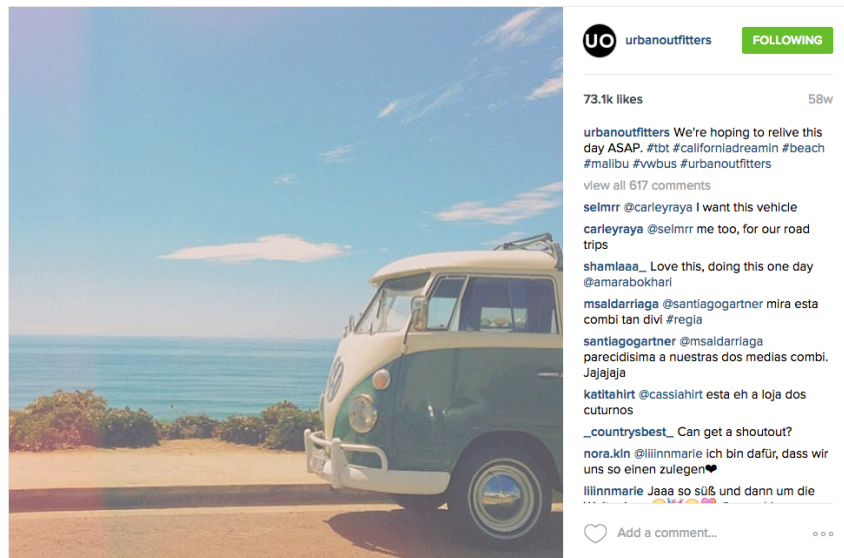 UO urbanoutfitters FOLLOWING
73.1k likes 58w
urbanoutfitters We're hoping to relive this
day ASAP. #tbt #californiadreamin #beach
#malibu #vwbus #urbanoutfitters
view all 617 comments
selmrr @carleyraya I want this vehicle
carleyraya @selmrr me too, for our road
trips
shamlaaa_ Love this, doing this one day
@amarabokhari
msaldarriaga @santiagogartner mira esta
combi tan divi #regia
santiagogartner @msaldarriaga
parecidisima a nuestras dos medias combi.
Jajajaja
katitahirt @cassiahirt esta eh a loja dos
cuturnos
_countrysbest_ Can get a shoutout?
nora.kln @liiinnmarie ich bin dafür, dass wir
uns so einen zulegen❤
liiinnmarie Jaaa so süß und dann um die
Add a comment...